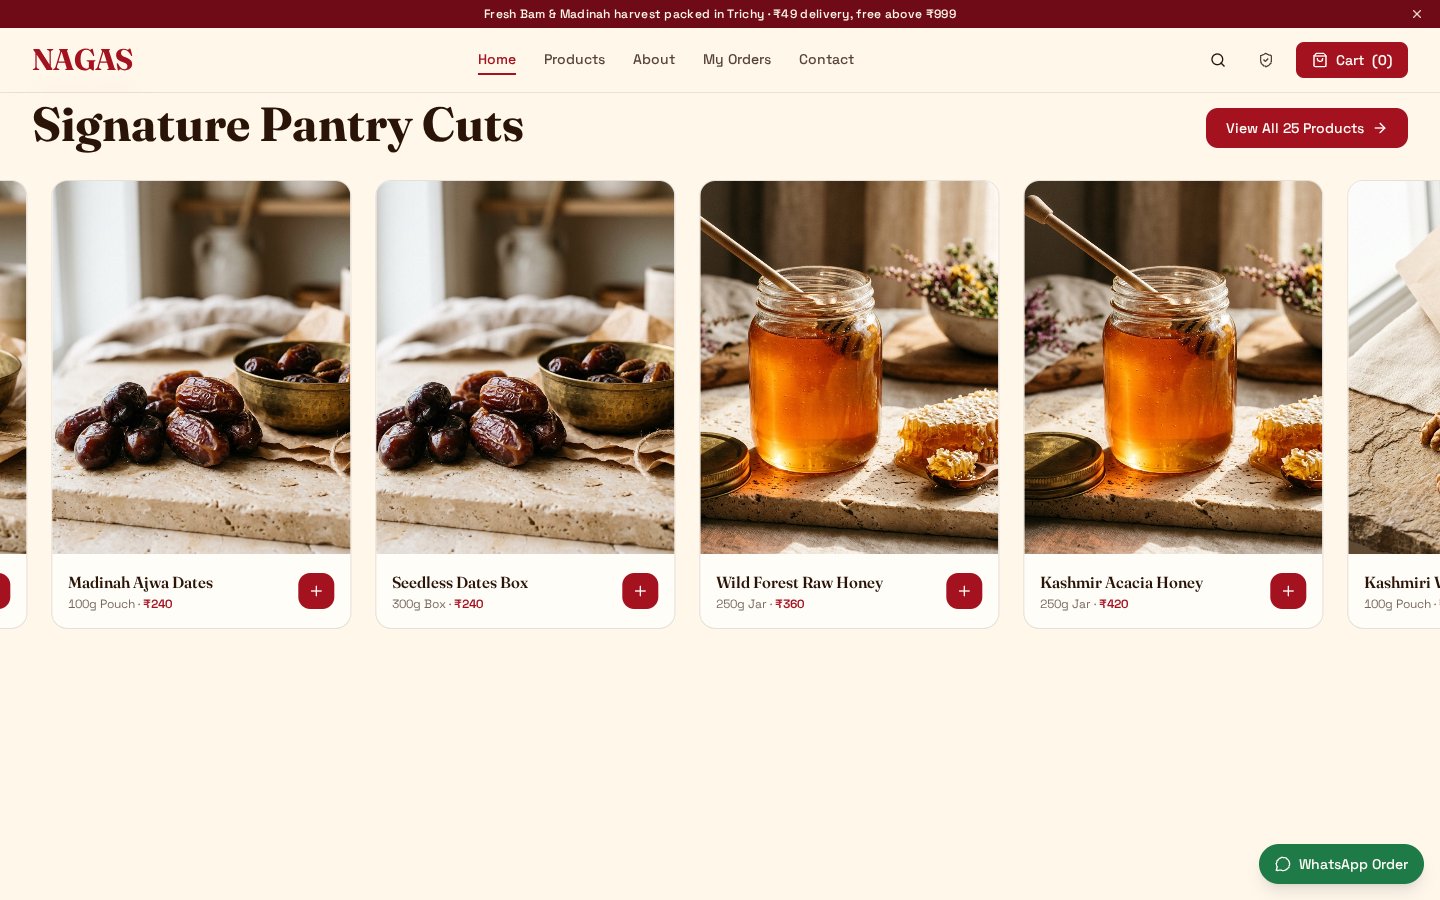 Fresh Bam & Madinah harvest packed in Trichy · ₹49 delivery, free above ₹999
NAGAS
Home
Products
About
My Orders
Contact
Cart (0)
Signature Pantry Cuts
View All 25 Products
Madinah Ajwa Dates
100g Pouch · ₹240
Seedless Dates Box
300g Box · ₹240
Wild Forest Raw Honey
250g Jar · ₹360
Kashmir Acacia Honey
250g Jar · ₹420
Kashmiri
100g Pouch ·
WhatsApp Order